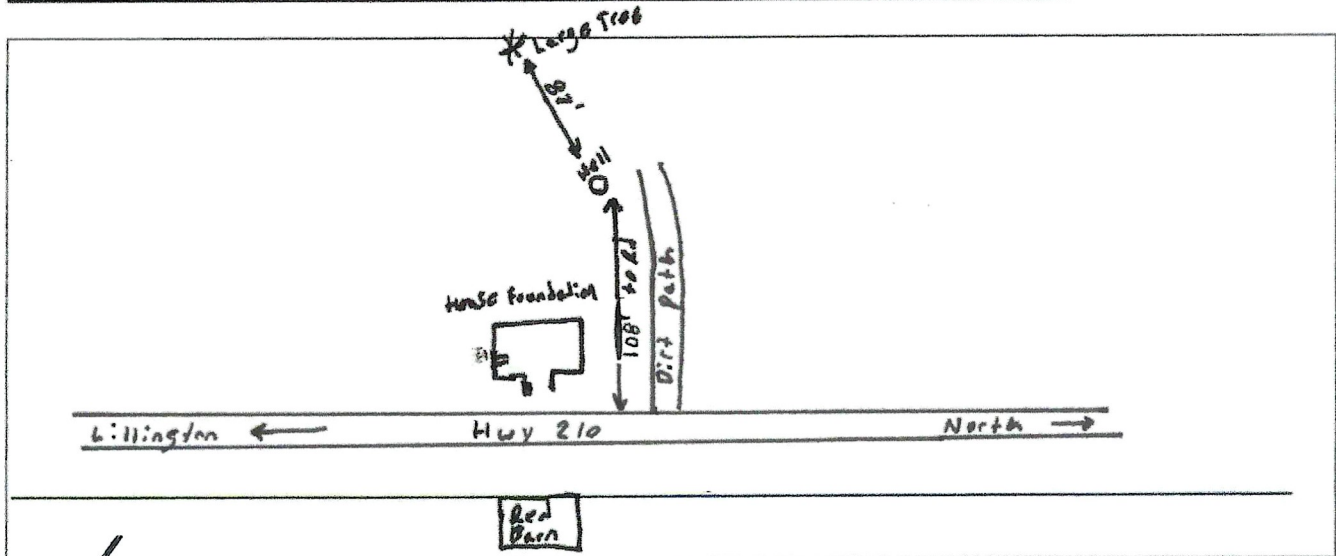 Large Tree
87'
Well
108' to Rd
Dirt Path
House Foundation
Lillington
Hwy 210
North
Red
Barn